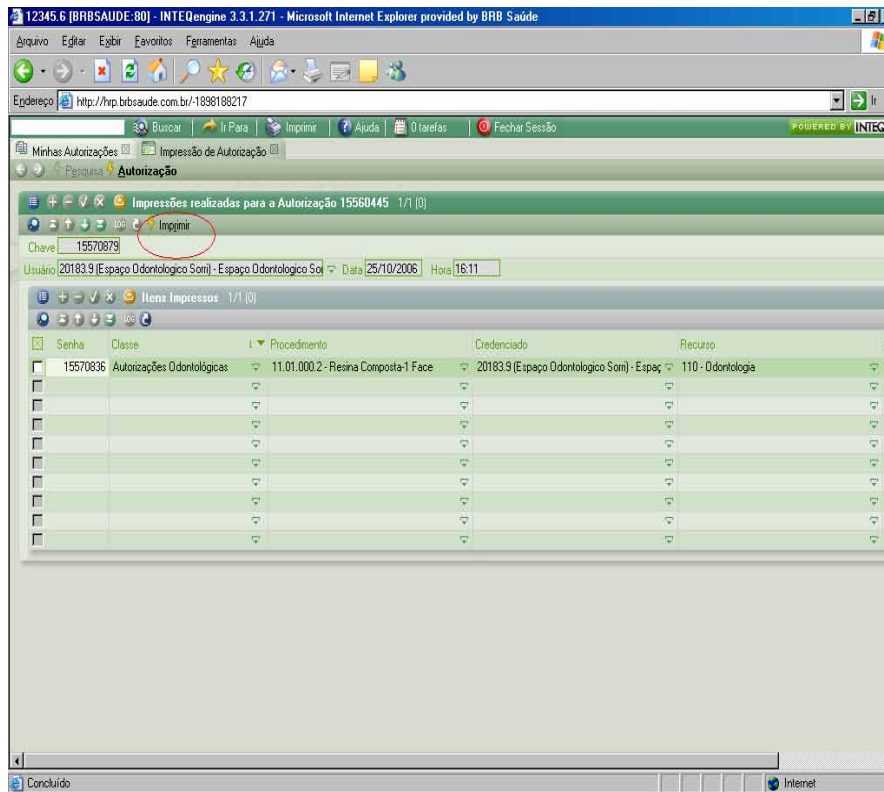 12345.6 [BRBSAUDE:80] - INTEQengine 3.3.1.271 - Microsoft Internet Explorer provided by BRB Saúde
Arquivo Editar Exibir Favoritos Ferramentas Ajuda
Endereço http://hrp.brbsaude.com.br/-1898188217 Ir
Buscar Ir Para Imprimir Ajuda 0 tarefas Fechar Sessão POWERED BY INTEQ
Minhas Autorizações Impressão de Autorização
Pesquisa Autorização
Impressões realizadas para a Autorização 15560445 1/1 (0)
LOG Imprimir
Chave 15570879
Usuário 20183.9 (Espaço Odontologico Sorri) - Espaço Odontologico Sor Data 25/10/2006 Hora 16:11
Itens Impressos 1/1 (0)
LOG
Senha Classe Procedimento Credenciado Recurso
15570836 Autorizações Odontológicas 11.01.000.2 - Resina Composta-1 Face 20183.9 (Espaço Odontologico Sorri) - Espaç 110 - Odontologia
Concluído Internet